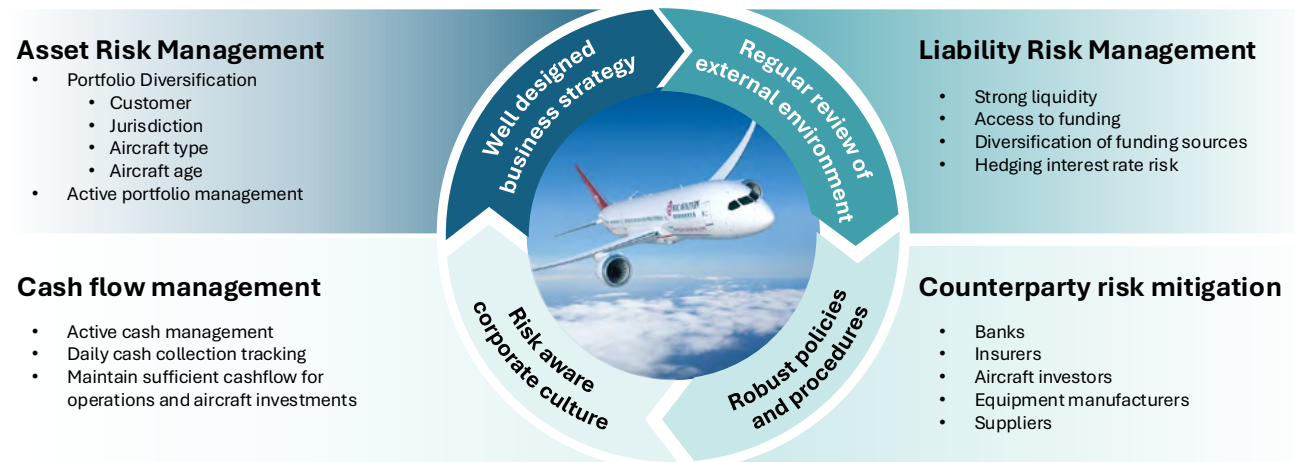 Asset Risk Management
• Portfolio Diversification
• Customer
• Jurisdiction
• Aircraft type
• Aircraft age
• Active portfolio management
Well designed
business strategy
Regular review of
external environment
Liability Risk Management
• Strong liquidity
• Access to funding
• Diversification of funding sources
• Hedging interest rate risk
Cash flow management
• Active cash management
• Daily cash collection tracking
• Maintain sufficient cashflow for
operations and aircraft investments
Risk aware
corporate culture
Robust policies
and procedures
Counterparty risk mitigation
• Banks
• Insurers
• Aircraft investors
• Equipment manufacturers
• Suppliers